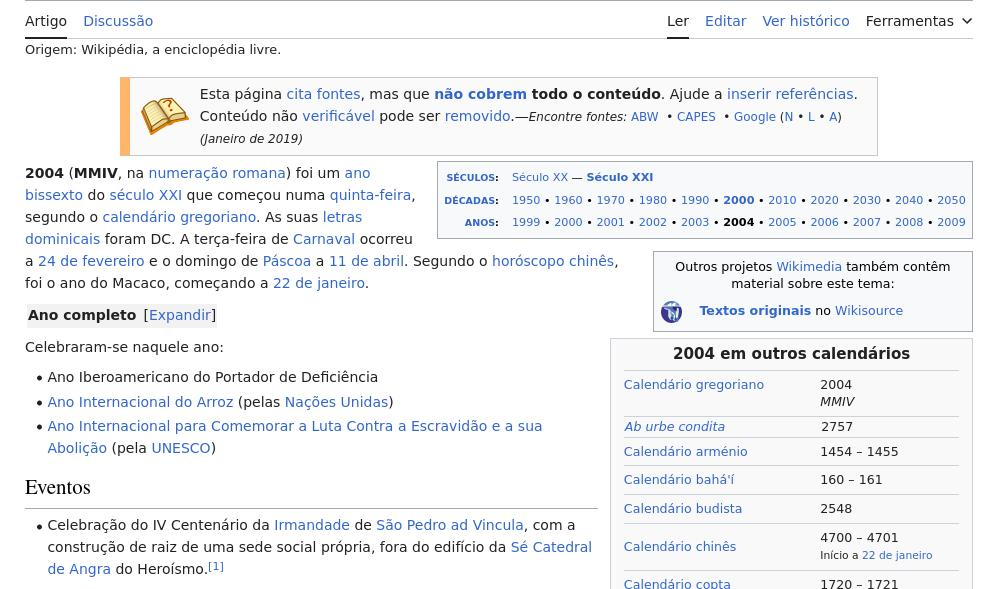 Artigo Discussão Ler Editar Ver histórico Ferramentas
Origem: Wikipédia, a enciclopédia livre.
Esta página cita fontes, mas que não cobrem todo o conteúdo. Ajude a inserir referências.
Conteúdo não verificável pode ser removido.—Encontre fontes: ABW • CAPES • Google (N • L • A)
(Janeiro de 2019)
2004 (MMIV, na numeração romana) foi um ano
bissexto do século XXI que começou numa quinta-feira,
segundo o calendário gregoriano. As suas letras
dominicais foram DC. A terça-feira de Carnaval ocorreu
a 24 de fevereiro e o domingo de Páscoa a 11 de abril. Segundo o horóscopo chinês,
foi o ano do Macaco, começando a 22 de janeiro.
SÉCULOS: Século XX — Século XXI
DÉCADAS: 1950 • 1960 • 1970 • 1980 • 1990 • 2000 • 2010 • 2020 • 2030 • 2040 • 2050
ANOS: 1999 • 2000 • 2001 • 2002 • 2003 • 2004 • 2005 • 2006 • 2007 • 2008 • 2009
Outros projetos Wikimedia também contêm
material sobre este tema:
Textos originais no Wikisource
Ano completo [Expandir]
Celebraram-se naquele ano:
• Ano Iberoamericano do Portador de Deficiência
• Ano Internacional do Arroz (pelas Nações Unidas)
• Ano Internacional para Comemorar a Luta Contra a Escravidão e a sua
Abolição (pela UNESCO)
Eventos
• Celebração do IV Centenário da Irmandade de São Pedro ad Vincula, com a
construção de raiz de uma sede social própria, fora do edifício da Sé Catedral
de Angra do Heroísmo.[1]
2004 em outros calendários
Calendário gregoriano 2004
MMIV
Ab urbe condita 2757
Calendário arménio 1454 – 1455
Calendário bahá'í 160 – 161
Calendário budista 2548
Calendário chinês 4700 – 4701
Início a 22 de janeiro
Calendário copta 1720 – 1721